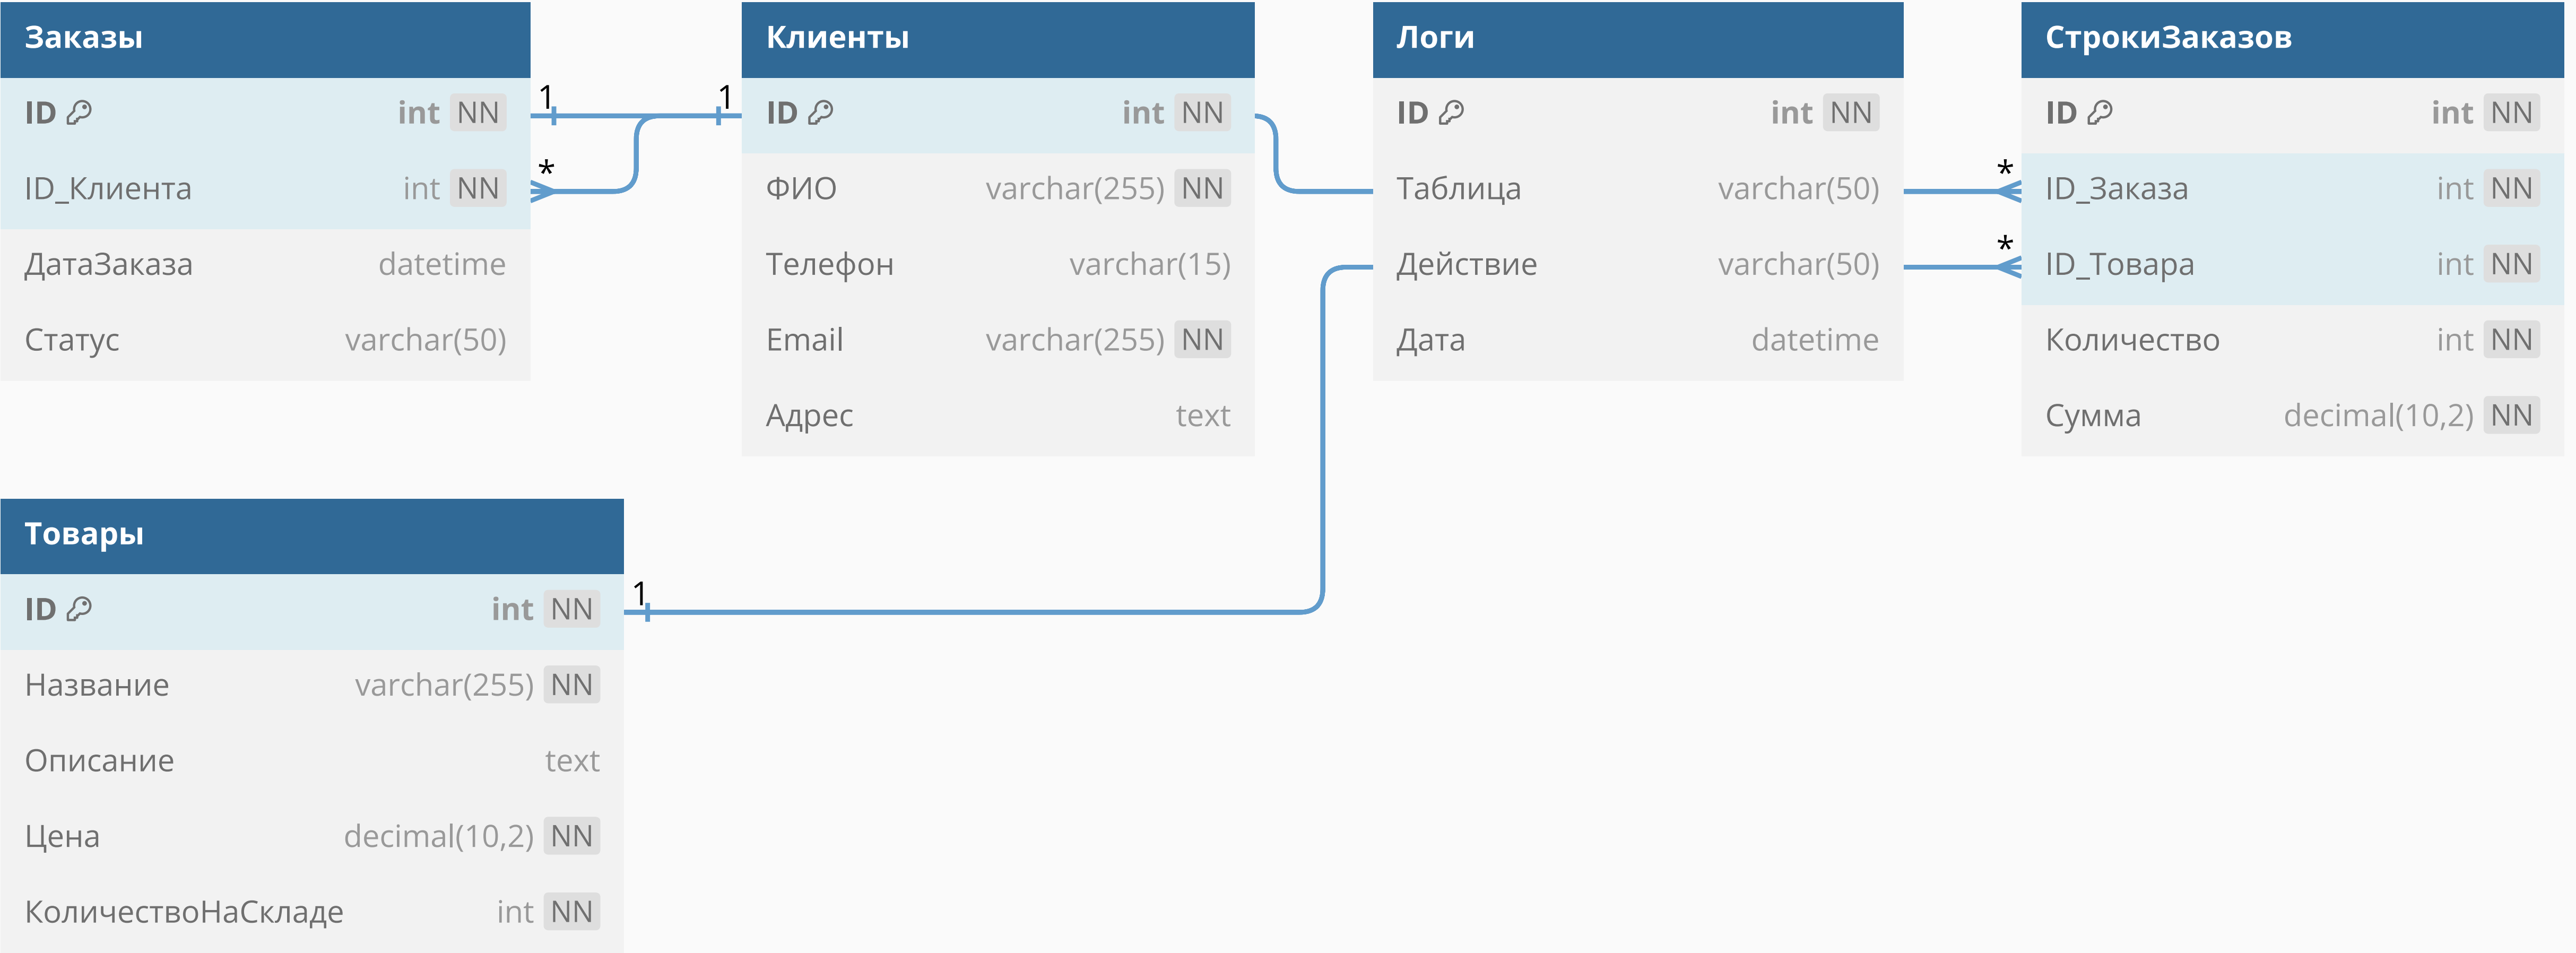 Заказы
ID int NN
ID_Клиента int NN
ДатаЗаказа datetime
Статус varchar(50)
1
*
1
Клиенты
ID int NN
ФИО varchar(255) NN
Телефон varchar(15)
Email varchar(255) NN
Адрес text
Логи
ID int NN
Таблица varchar(50)
Действие varchar(50)
Дата datetime
*
*
СтрокиЗаказов
ID int NN
ID_Заказа int NN
ID_Товара int NN
Количество int NN
Сумма decimal(10,2) NN
Товары
ID int NN
Название varchar(255) NN
Описание text
Цена decimal(10,2) NN
КоличествоНаСкладе int NN
1